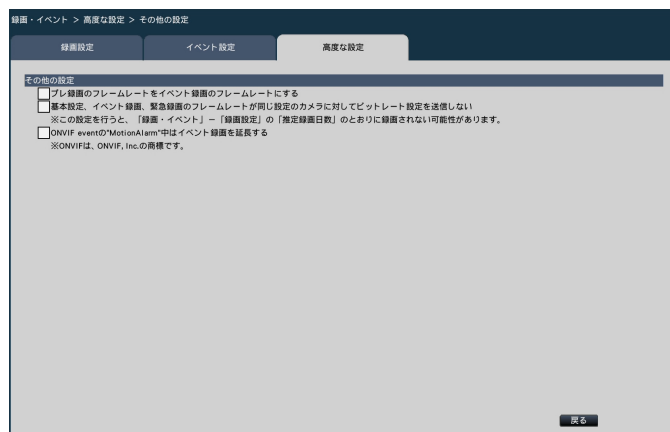 録画・イベント > 高度な設定 > その他の設定
録画設定 イベント設定 高度な設定
その他の設定
プレ録画のフレームレートをイベント録画のフレームレートにする
基本設定、イベント録画、緊急録画のフレームレートが同じ設定のカメラに対してビットレート設定を送信しない
※この設定を行うと、「録画・イベント」－「録画設定」の「推定録画日数」のとおりに録画されない可能性があります。
ONVIF eventの"MotionAlarm"中はイベント録画を延長する
※ONVIFは、ONVIF, Inc.の商標です。
戻る